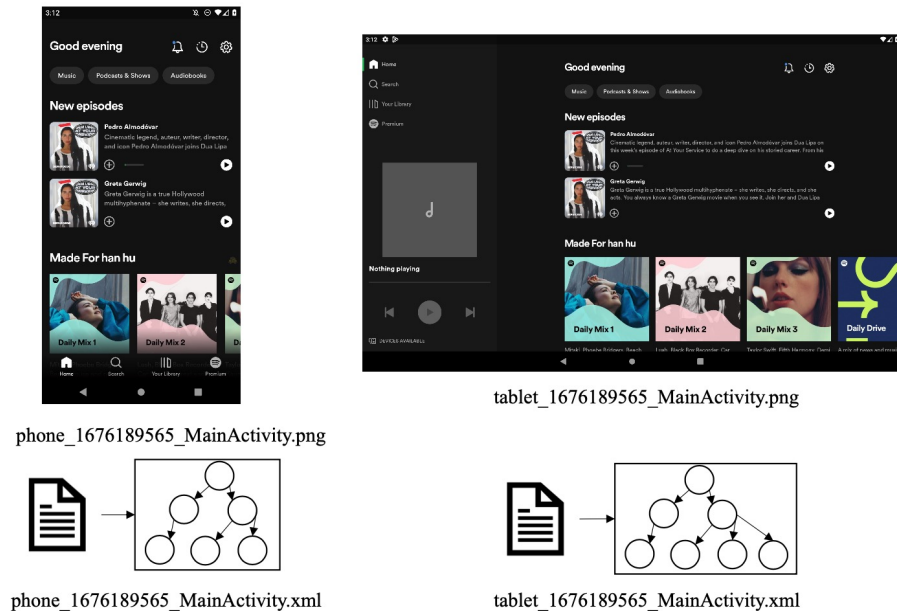 3:12
Good evening
Music Podcasts & Shows Audiobooks
New episodes
Pedro Almodóvar
Cinematic legend, auteur, writer, director,
and icon Pedro Almodóvar joins Dua Lipa
Greta Gerwig
Greta Gerwig is a true Hollywood
multihyphenate – she writes, she directs,
Made For han hu
Daily Mix 1
Daily Mix 2
Home Search Your Library Premium
phone_1676189565_MainActivity.png
phone_1676189565_MainActivity.xml
3:12
Home
Search
Your Library
Premium
Nothing playing
DEVICES AVAILABLE
Good evening
Music Podcasts & Shows Audiobooks
New episodes
Pedro Almodóvar
Cinematic legend, auteur, writer, director, and icon Pedro Almodóvar joins Dua Lipa on
this week's episode of At Your Service to do a deep dive on his storied career. From his
Greta Gerwig
Greta Gerwig is a true Hollywood multihyphenate – she writes, she directs, and she
acts. You always know a Greta Gerwig movie when you see it. Join her and Dua Lipa
Made For han hu
Daily Mix 1
Daily Mix 2
Daily Mix 3
Daily Drive
tablet_1676189565_MainActivity.png
tablet_1676189565_MainActivity.xml